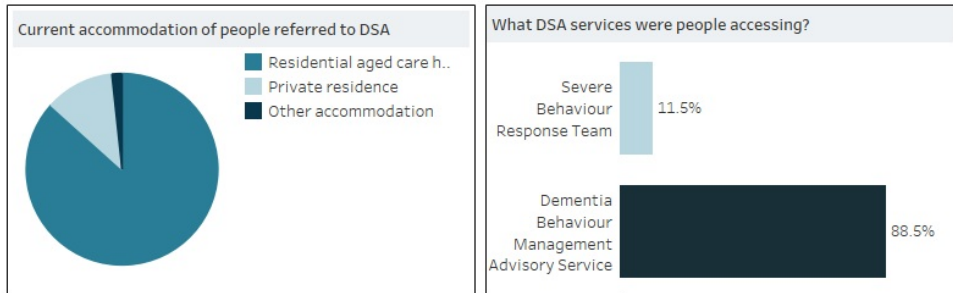 Current accommodation of people referred to DSA
Residential aged care h..
Private residence
Other accommodation
What DSA services were people accessing?
Severe
Behaviour
Response Team
11.5%
Dementia
Behaviour
Management
Advisory Service
88.5%